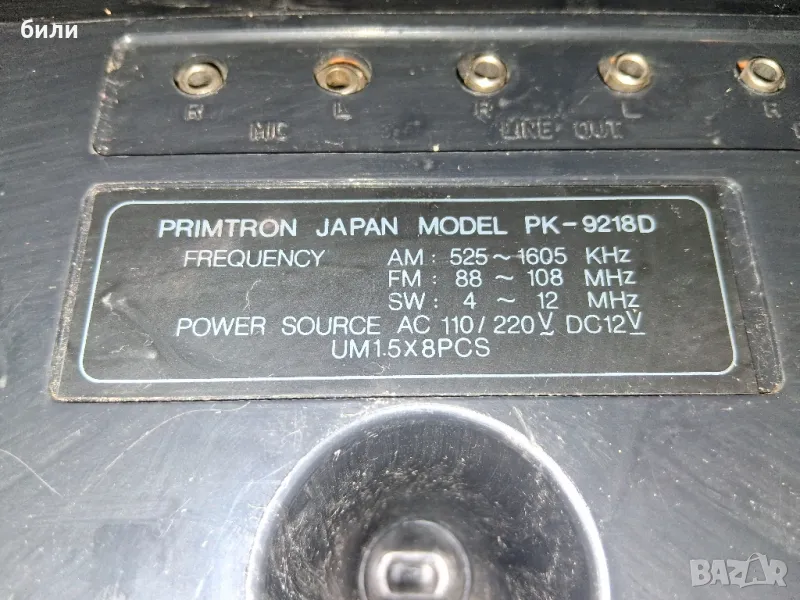 били
R L R L R
MIC LINE OUT
PRIMTRON JAPAN MODEL PK-9218D
FREQUENCY AM: 525~1605 KHz
FM: 88 ~ 108 MHz
SW: 4 ~ 12 MHz
POWER SOURCE AC 110/220V DC12V
UM1.5X8PCS
BAZAR